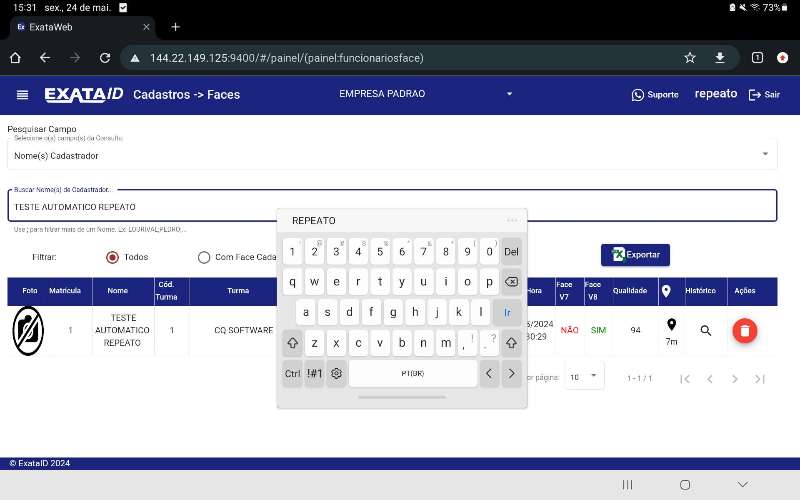 15:31 sex., 24 de mai. 73%
Ex ExataWeb
144.22.149.125:9400/#/painel/(painel:funcionariosface) 1
EXATAID Cadastros -> Faces EMPRESA PADRAO Suporte repeato Sair
Pesquisar Campo
Selecione o(s) campo(s) da Consulta
Nome(s) Cadastrador
Buscar Nome(s) de Cadastrador...
TESTE AUTOMATICO REPEATO
Use ; para filtrar mais de um Nome. Ex: LOURIVAL;PEDRO;...
REPEATO
Filtrar: Todos Com Face Cada Exportar
1 2 3 4 5 6 7 8 9 0 Del
q w e r t y u i o p
a s d f g h j k l Ir
z x c v b n m , ! . ?
Ctrl !#1 PT(BR) < >
Foto Matrícula Nome Cód. Turma Turma Hora Face V7 Face V8 Qualidade Histórico Ações
1 TESTE AUTOMATICO REPEATO 1 CQ SOFTWARE 5/2024 30:29 NÃO SIM 94 7m
or página: 10 1 - 1 / 1
© ExataID 2024